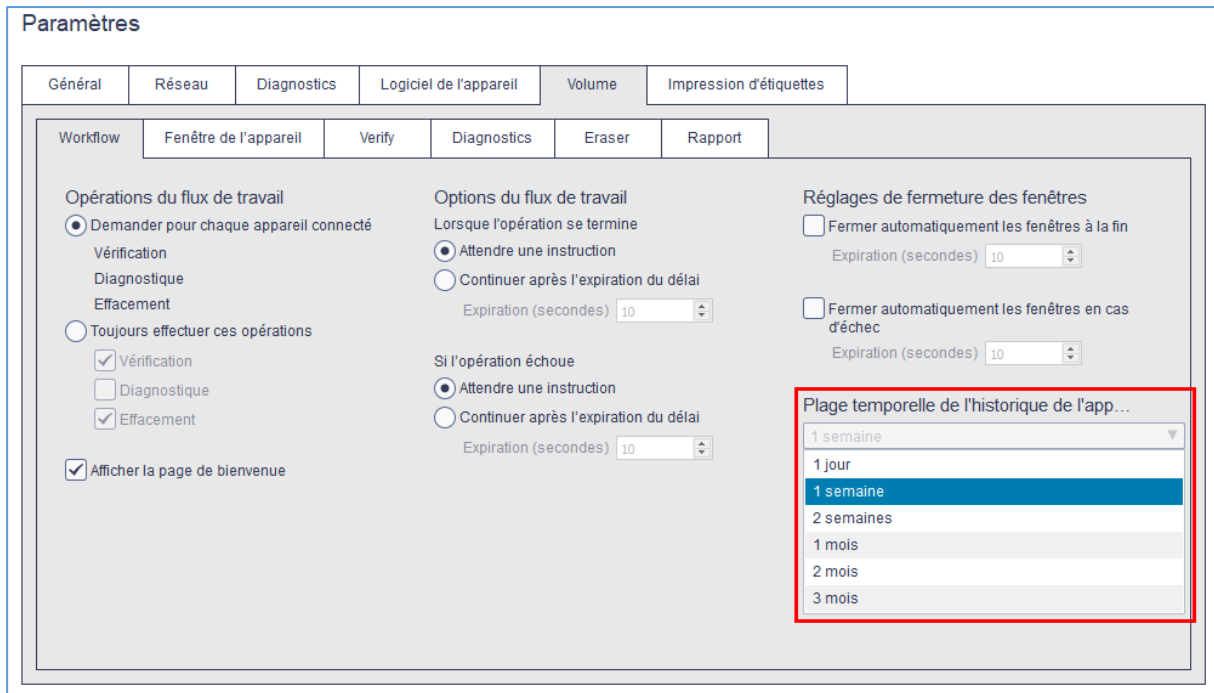 Paramètres
Général
Réseau
Diagnostics
Logiciel de l'appareil
Volume
Impression d'étiquettes
Workflow
Fenêtre de l'appareil
Verify
Diagnostics
Eraser
Rapport
Opérations du flux de travail
Demander pour chaque appareil connecté
Vérification
Diagnostique
Effacement
Toujours effectuer ces opérations
Vérification
Diagnostique
Effacement
Afficher la page de bienvenue
Options du flux de travail
Lorsque l'opération se termine
Attendre une instruction
Continuer après l'expiration du délai
Expiration (secondes) 10
Si l'opération échoue
Attendre une instruction
Continuer après l'expiration du délai
Expiration (secondes) 10
Réglages de fermeture des fenêtres
Fermer automatiquement les fenêtres à la fin
Expiration (secondes) 10
Fermer automatiquement les fenêtres en cas
d'échec
Expiration (secondes) 10
Plage temporelle de l'historique de l'app...
1 semaine
1 jour
1 semaine
2 semaines
1 mois
2 mois
3 mois